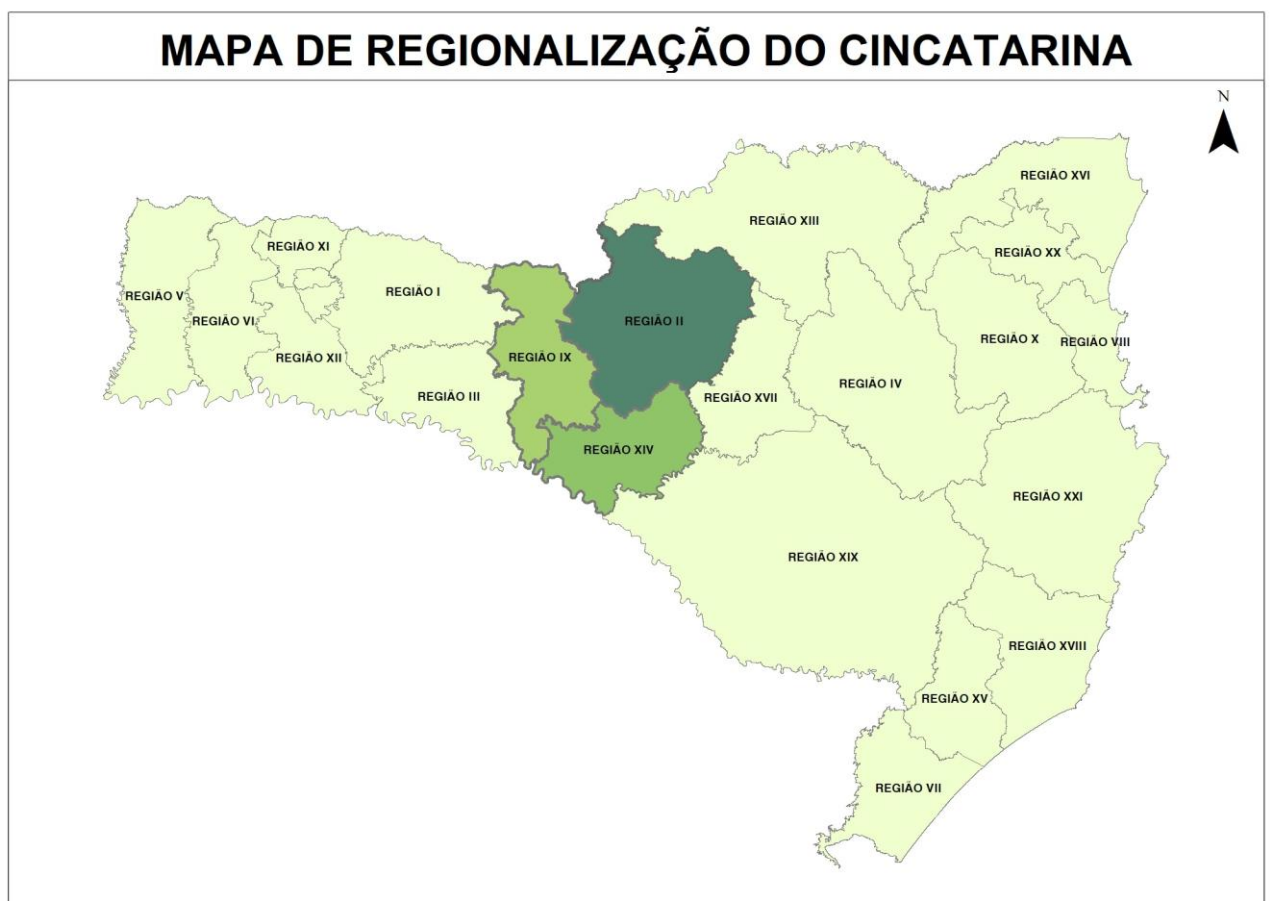 MAPA DE REGIONALIZAÇÃO DO CINCATARINA
N
REGIÃO XVI
REGIÃO XIII
REGIÃO XI
REGIÃO XX
REGIÃO V
REGIÃO I
REGIÃO VI
REGIÃO II
REGIÃO X
REGIÃO VIII
REGIÃO XII
REGIÃO IX
REGIÃO IV
REGIÃO III
REGIÃO XVII
REGIÃO XIV
REGIÃO XXI
REGIÃO XIX
REGIÃO XVIII
REGIÃO XV
REGIÃO VII